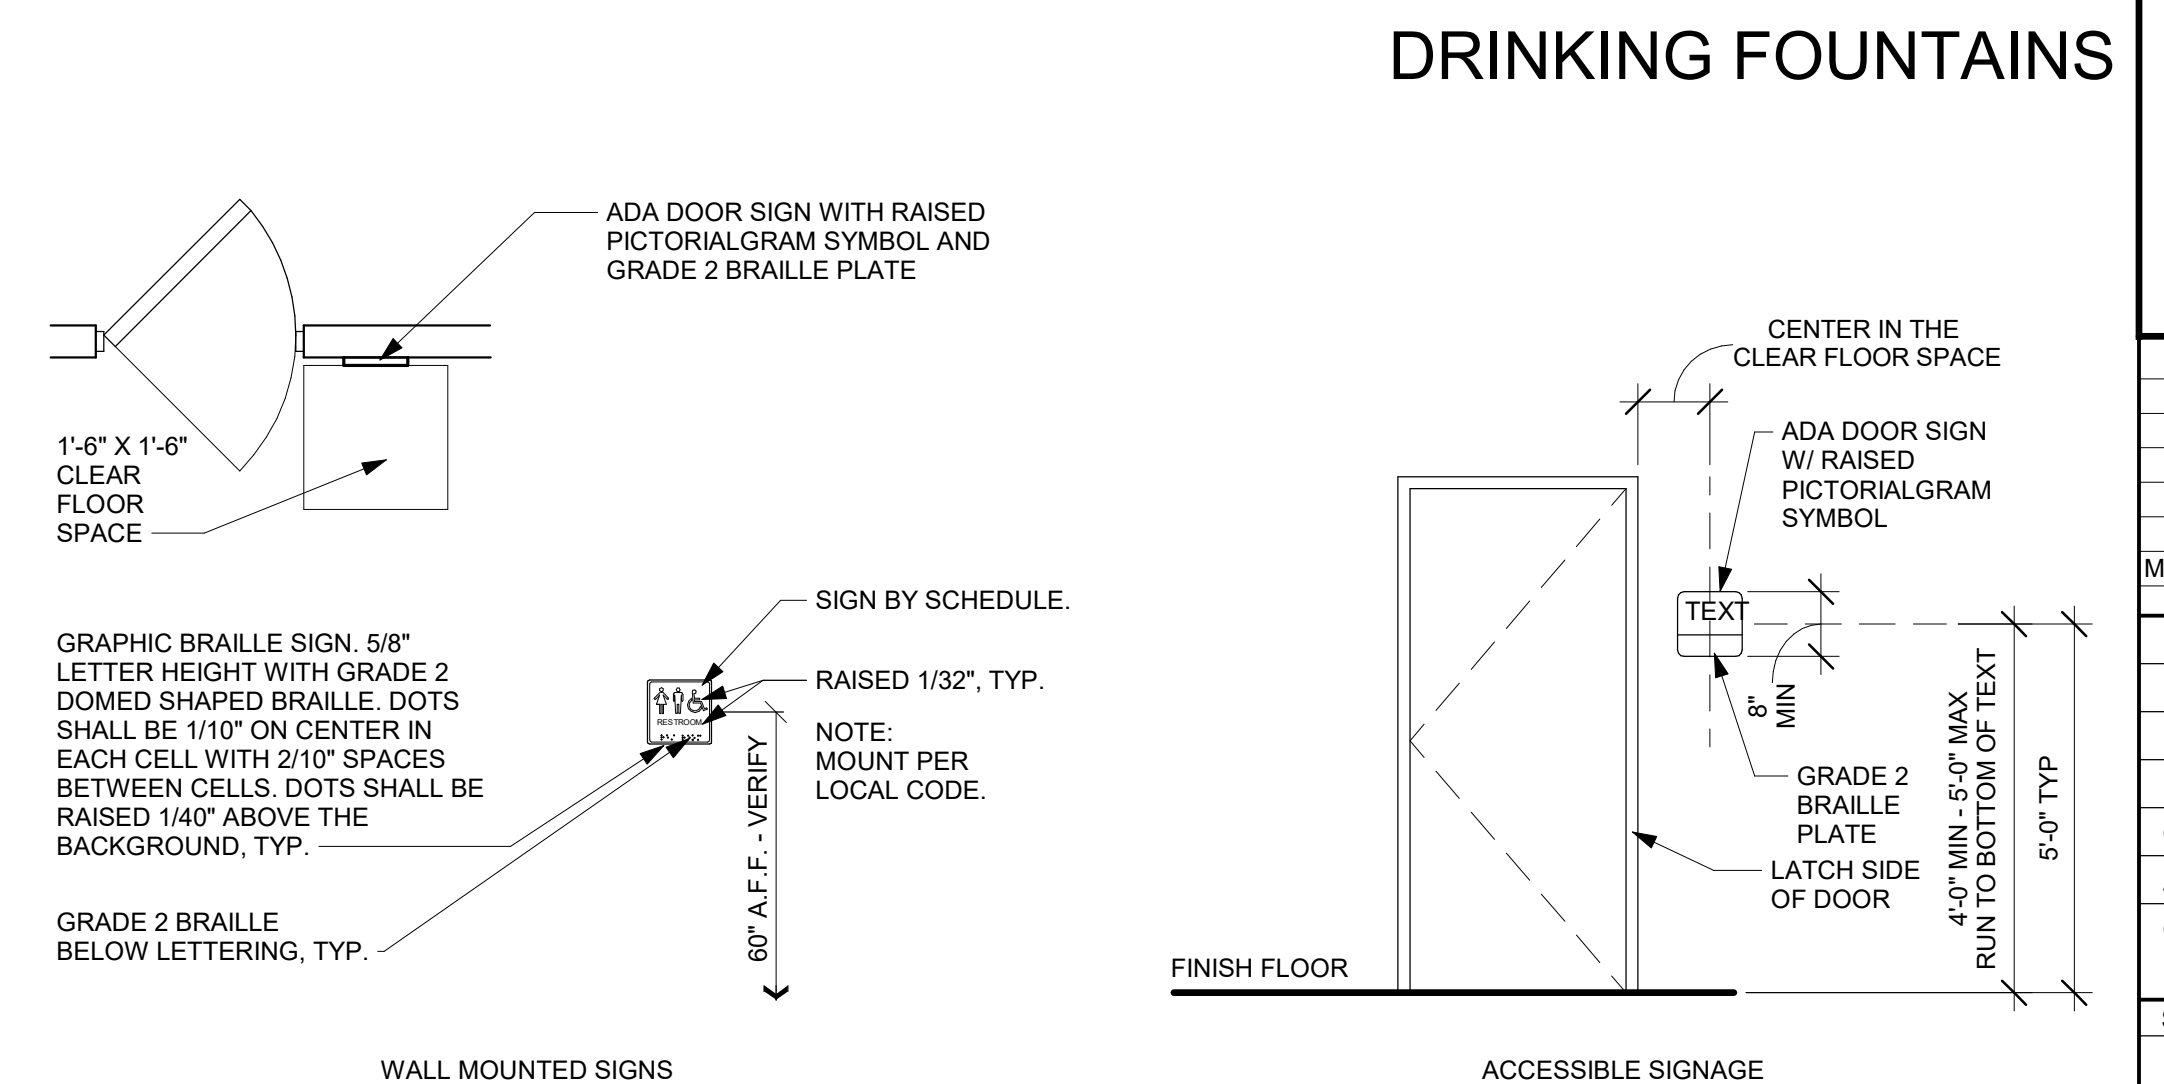 DRINKING FOUNTAINS
ADA DOOR SIGN WITH RAISED
PICTORIALGRAM SYMBOL AND
GRADE 2 BRAILLE PLATE
1'-6" X 1'-6"
CLEAR
FLOOR
SPACE
SIGN BY SCHEDULE.
GRAPHIC BRAILLE SIGN. 5/8"
LETTER HEIGHT WITH GRADE 2
DOMED SHAPED BRAILLE. DOTS
SHALL BE 1/10" ON CENTER IN
EACH CELL WITH 2/10" SPACES
BETWEEN CELLS. DOTS SHALL BE
RAISED 1/40" ABOVE THE
BACKGROUND, TYP.
RAISED 1/32", TYP.
RESTROOM
NOTE:
MOUNT PER
LOCAL CODE.
60" A.F.F. - VERIFY
GRADE 2 BRAILLE
BELOW LETTERING, TYP.
WALL MOUNTED SIGNS
CENTER IN THE
CLEAR FLOOR SPACE
ADA DOOR SIGN
W/ RAISED
PICTORIALGRAM
SYMBOL
TEXT
8"
MIN
GRADE 2
BRAILLE
PLATE
LATCH SIDE
OF DOOR
4'-0" MIN - 5'-0" MAX
RUN TO BOTTOM OF TEXT
5'-0" TYP
FINISH FLOOR
ACCESSIBLE SIGNAGE
M